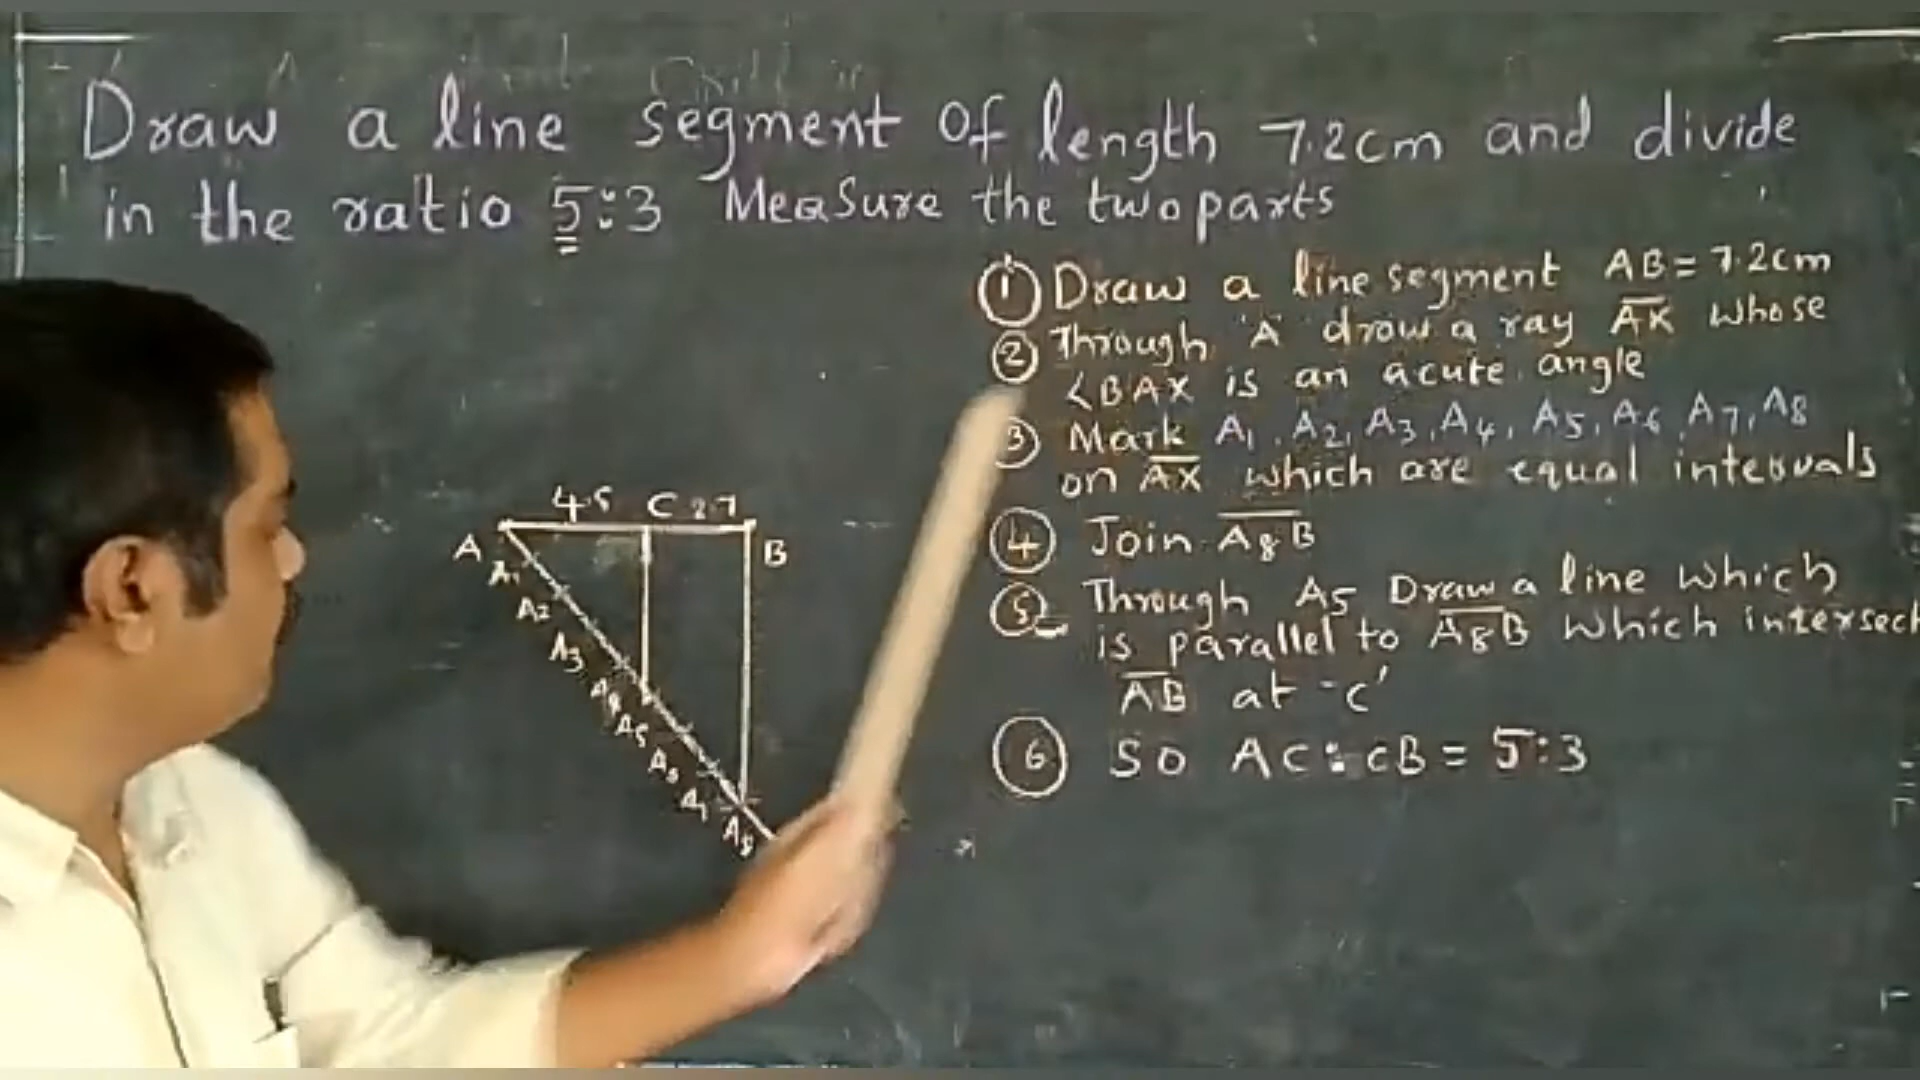 Draw a line segment of length 7.2cm and divide
in the ratio 5:3 Measure the two parts
① Draw a line segment AB = 7.2cm
② Through 'A' draw a ray AX whose
∠BAX is an acute angle
③ Mark A1, A2, A3, A4, A5, A6, A7, A8
on AX which are equal intervals
④ Join A8B
⑤ Through A5 Draw a line which
is parallel to A8B which intersect
AB at 'C'
⑥ So AC:CB = 5:3
4.5 C 2.7
A B
A1
A2
A3
A4
A5
A6
A7
A8